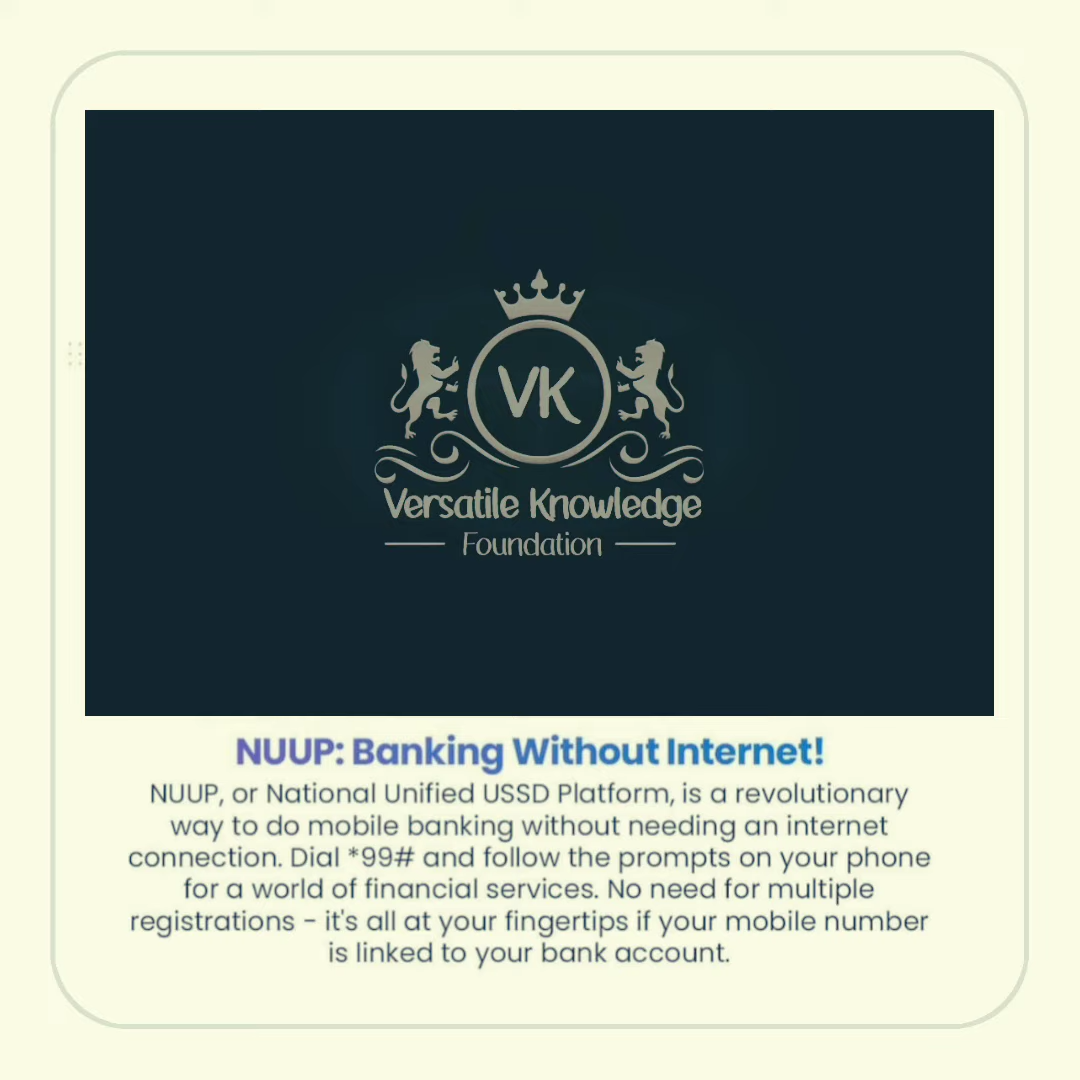 VK
Versatile Knowledge
Foundation
NUUP: Banking Without Internet!
NUUP, or National Unified USSD Platform, is a revolutionary
way to do mobile banking without needing an internet
connection. Dial *99# and follow the prompts on your phone
for a world of financial services. No need for multiple
registrations - it's all at your fingertips if your mobile number
is linked to your bank account.